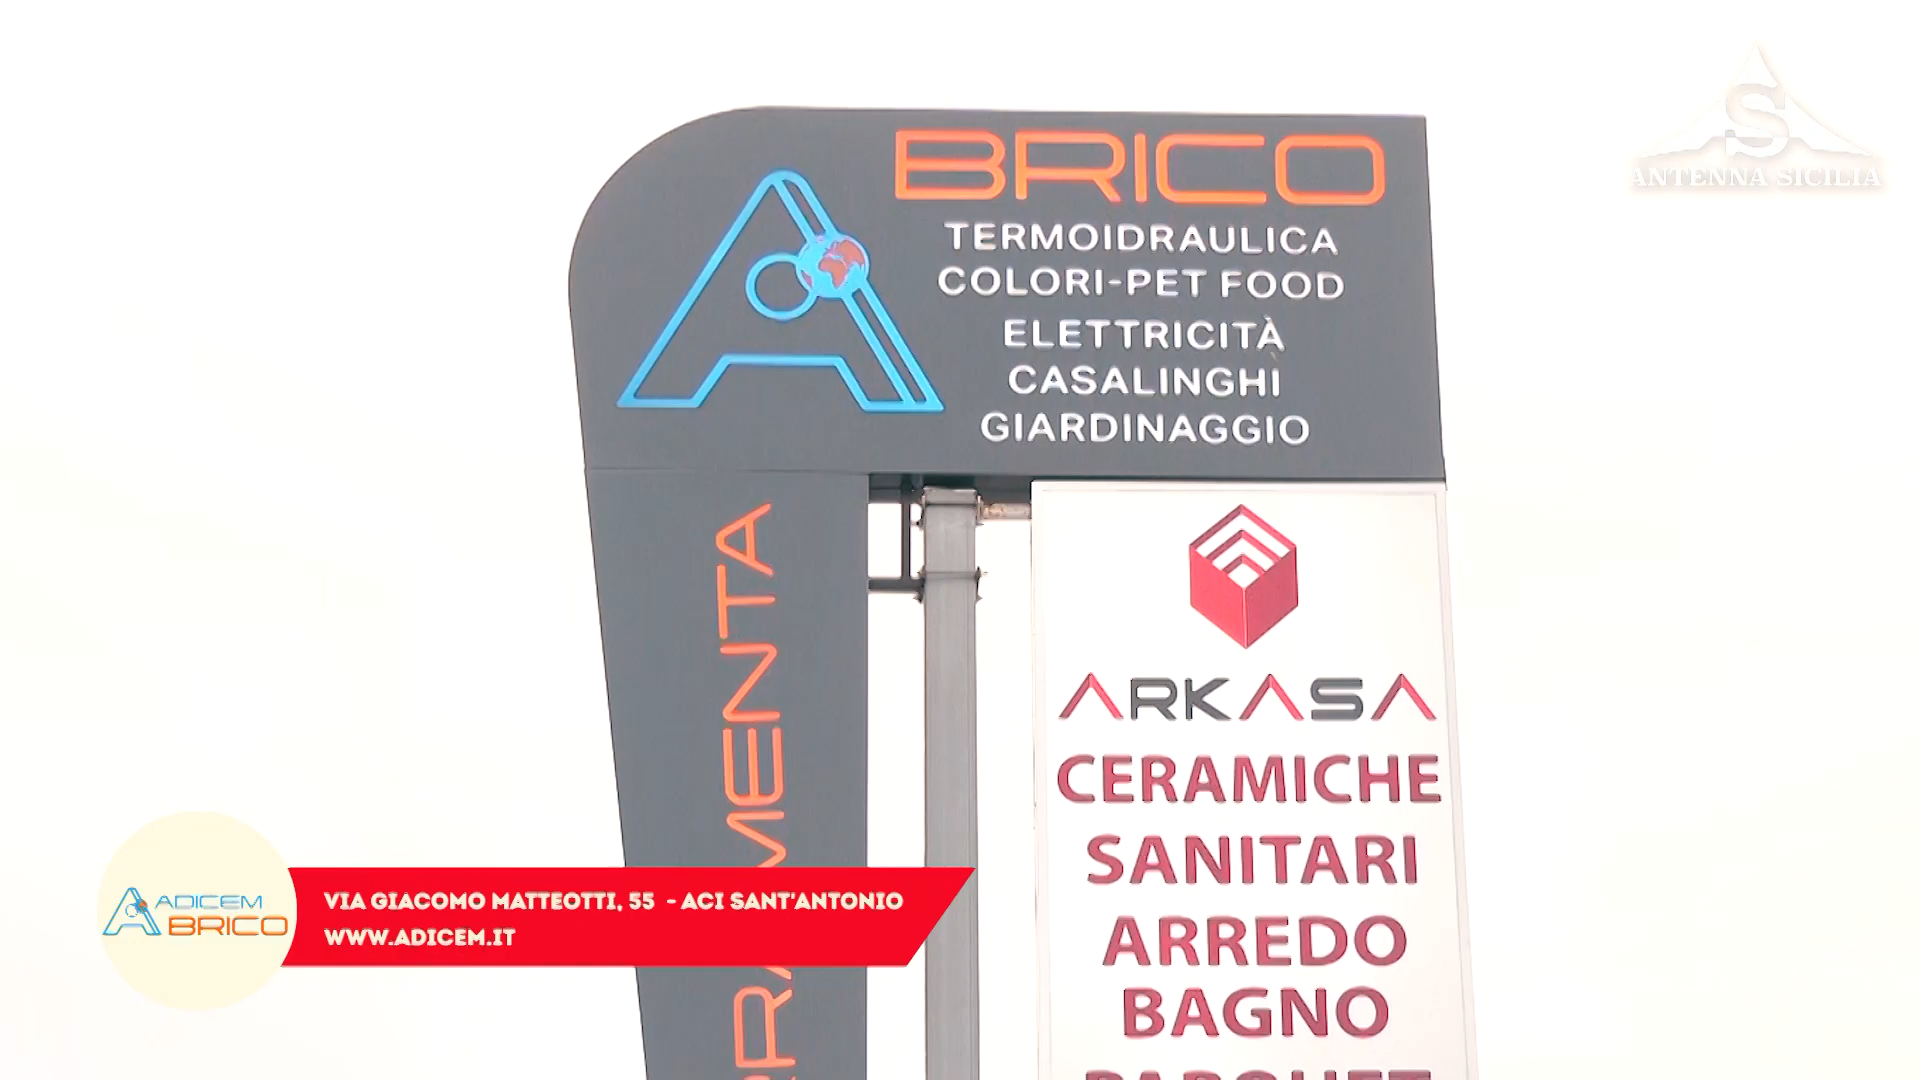 BRICO
TERMOIDRAULICA
COLORI-PET FOOD
ELETTRICITÀ
CASALINGHI
GIARDINAGGIO
ANTENNA SICILIA
ARKASA
CERAMICHE
SANITARI
ARREDO
BAGNO
ADICEM
BRICO
VIA GIACOMO MATTEOTTI, 55 - ACI SANT'ANTONIO
WWW.ADICEM.IT